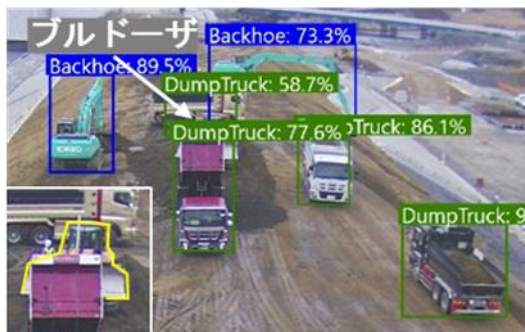 ブルドーザ
Backhoe: 73.3%
Backhoe: 89.5%
DumpTruck: 58.7%
DumpTruck: 77.6%
pTruck: 86.1%
DumpTruck: 9